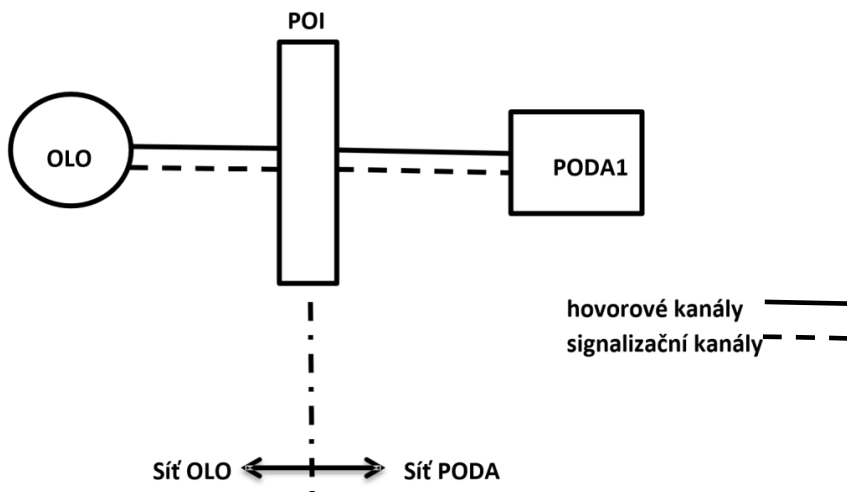 POI
OLO
PODA1
hovorové kanály
signalizační kanály
Síť OLO
Síť PODA